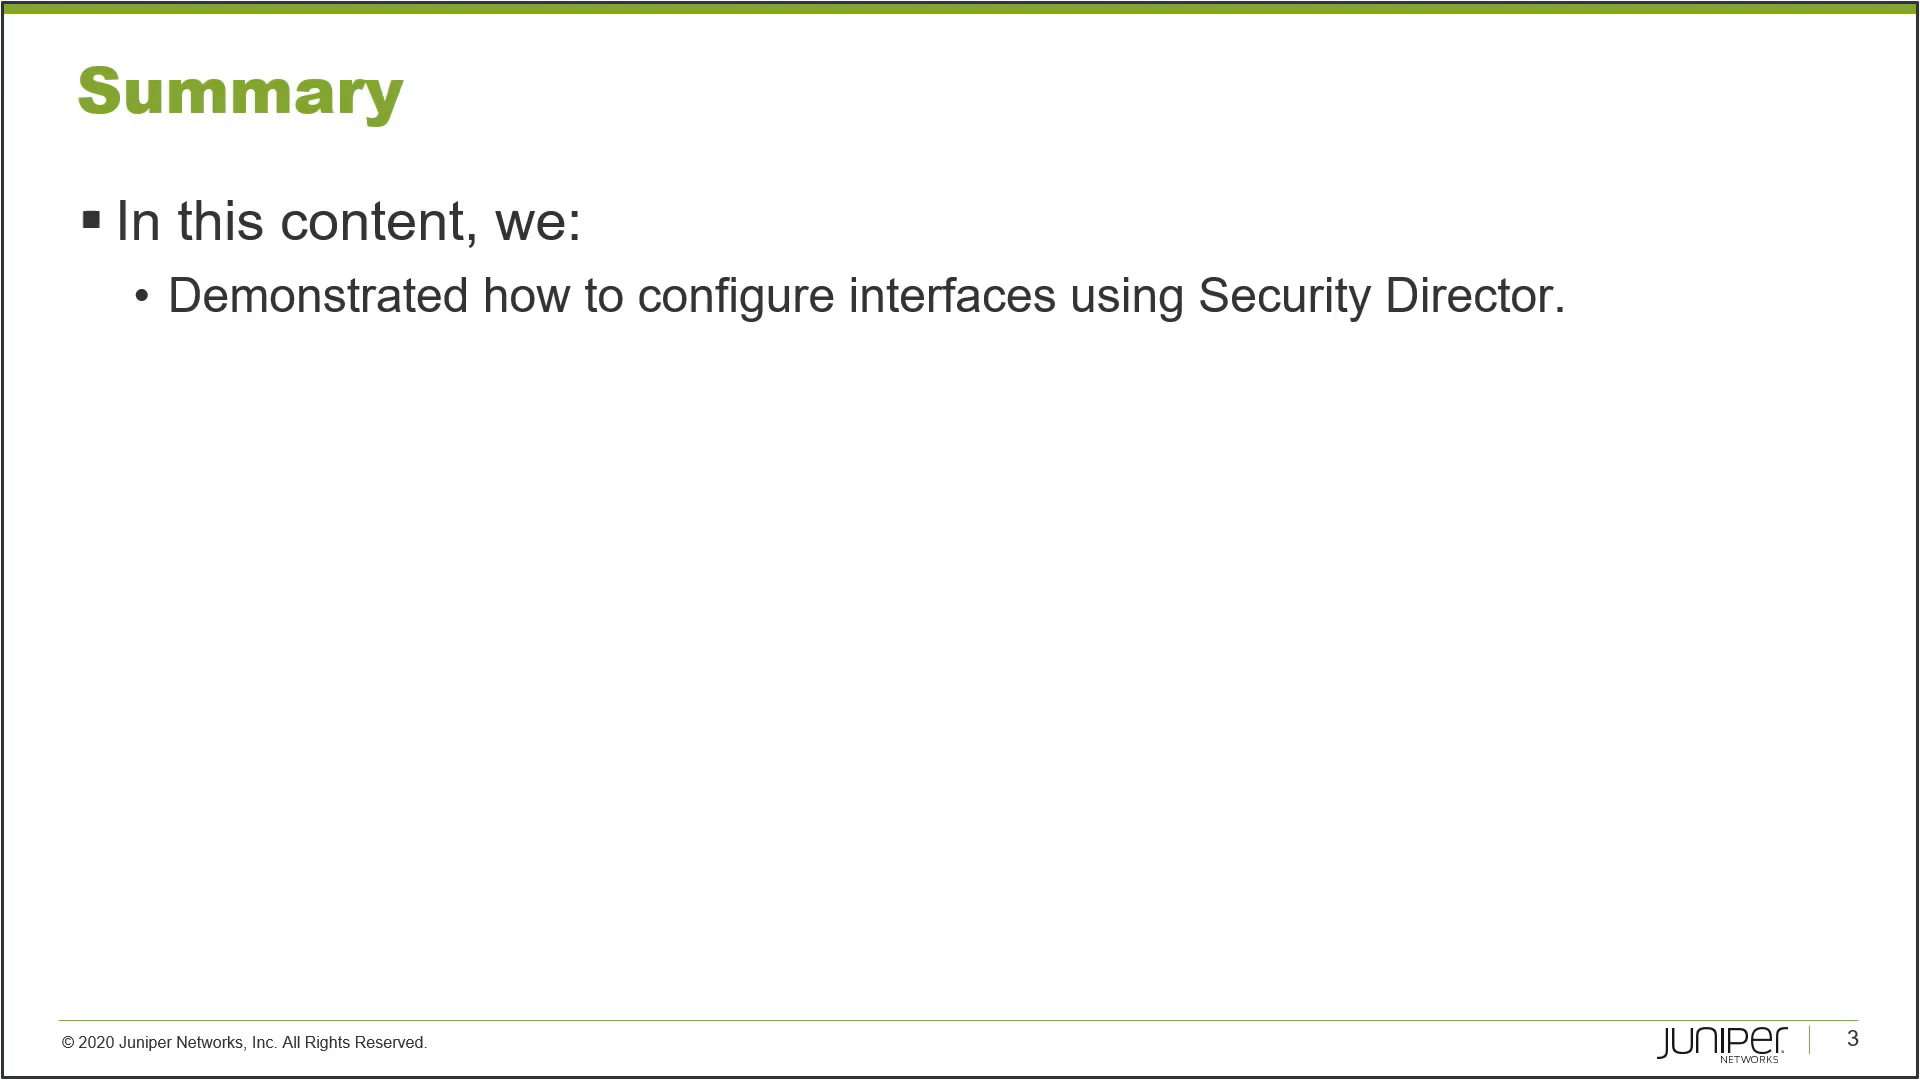 Summary
▪ In this content, we:
• Demonstrated how to configure interfaces using Security Director.
© 2020 Juniper Networks, Inc. All Rights Reserved.
JUNIPer
NETWORKS
3